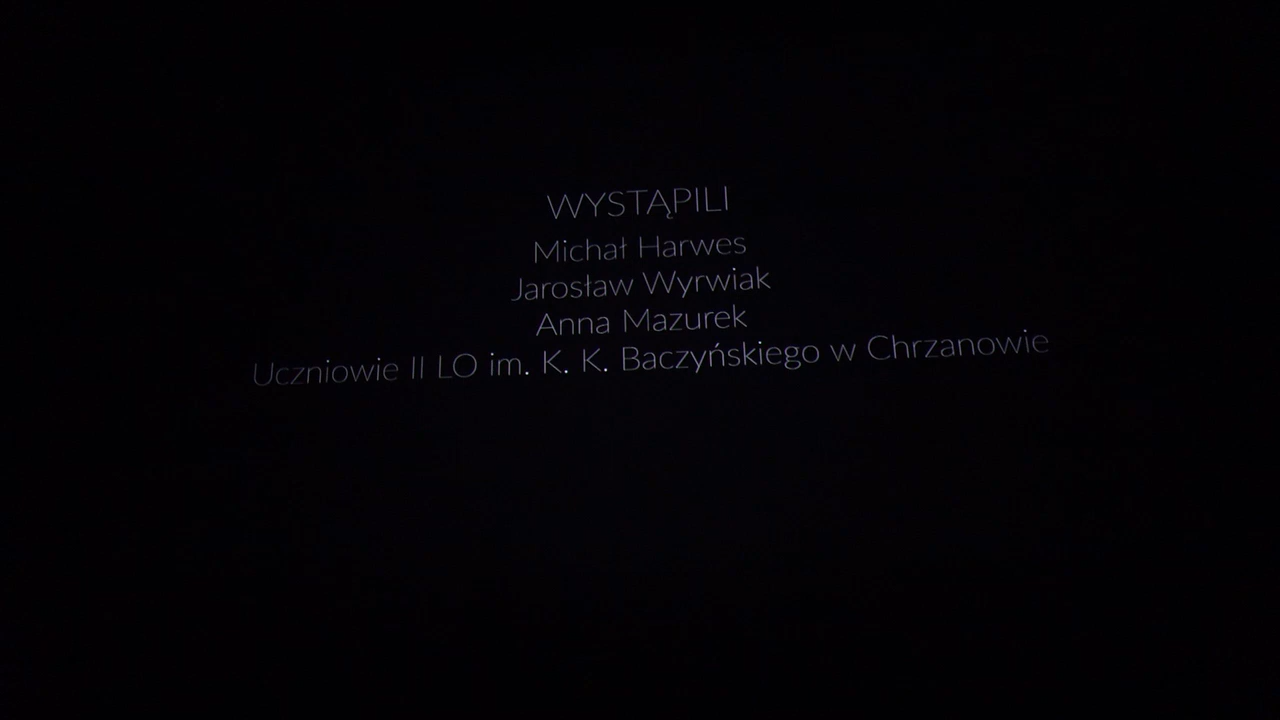 WYSTĄPILI
Michał Harwes
Jarosław Wyrwiak
Anna Mazurek
Uczniowie II LO im. K. K. Baczyńskiego w Chrzanowie